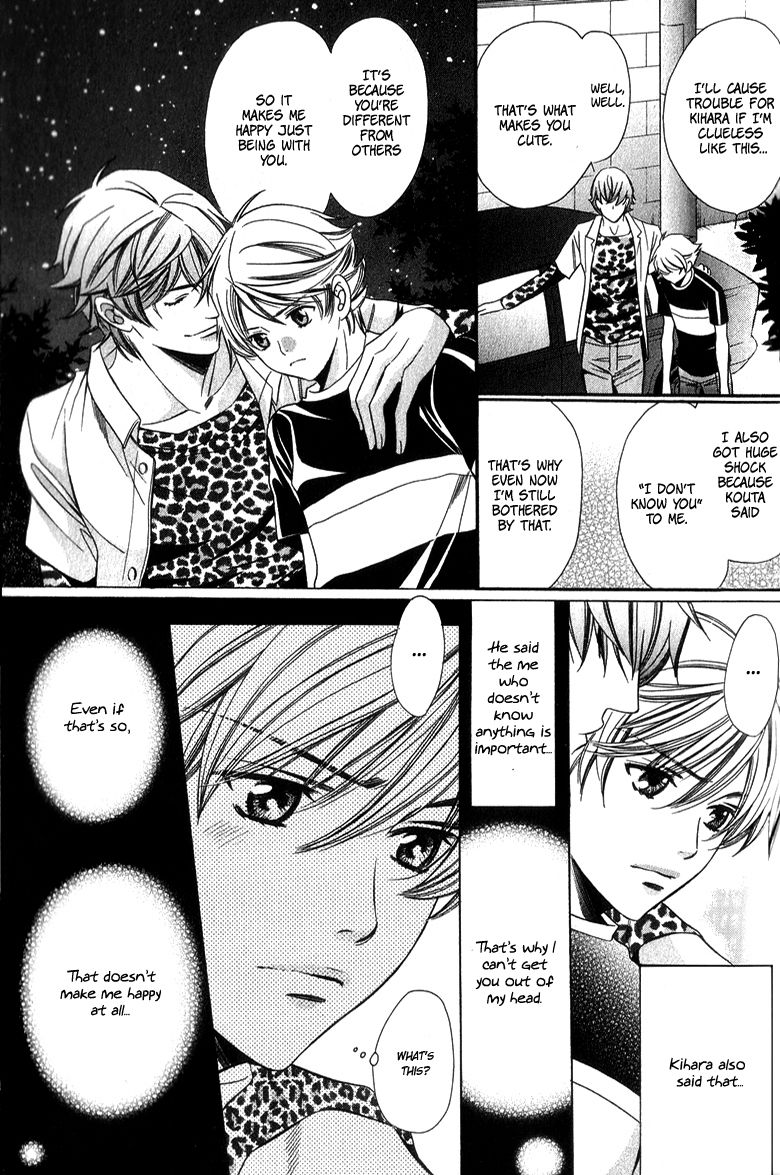 I'LL CAUSE
TROUBLE FOR
KIHARA IF I'M
CLUELESS
LIKE THIS...
WELL,
WELL.
THAT'S WHAT
MAKES YOU
CUTE.
IT'S
BECAUSE
YOU'RE
DIFFERENT
FROM
OTHERS
SO IT
MAKES ME
HAPPY JUST
BEING WITH
YOU.
I ALSO
GOT HUGE
SHOCK
BECAUSE
KOUTA
SAID
"I DON'T
KNOW YOU"
TO ME.
THAT'S WHY
EVEN NOW
I'M STILL
BOTHERED
BY THAT.
...
Kihara also
said that...
He said
the me
who
doesn't
know
anything is
important...
That's why I
can't get
you out of
my head.
...
WHAT'S
THIS?
Even if
that's so,
That doesn't
make me happy
at all...